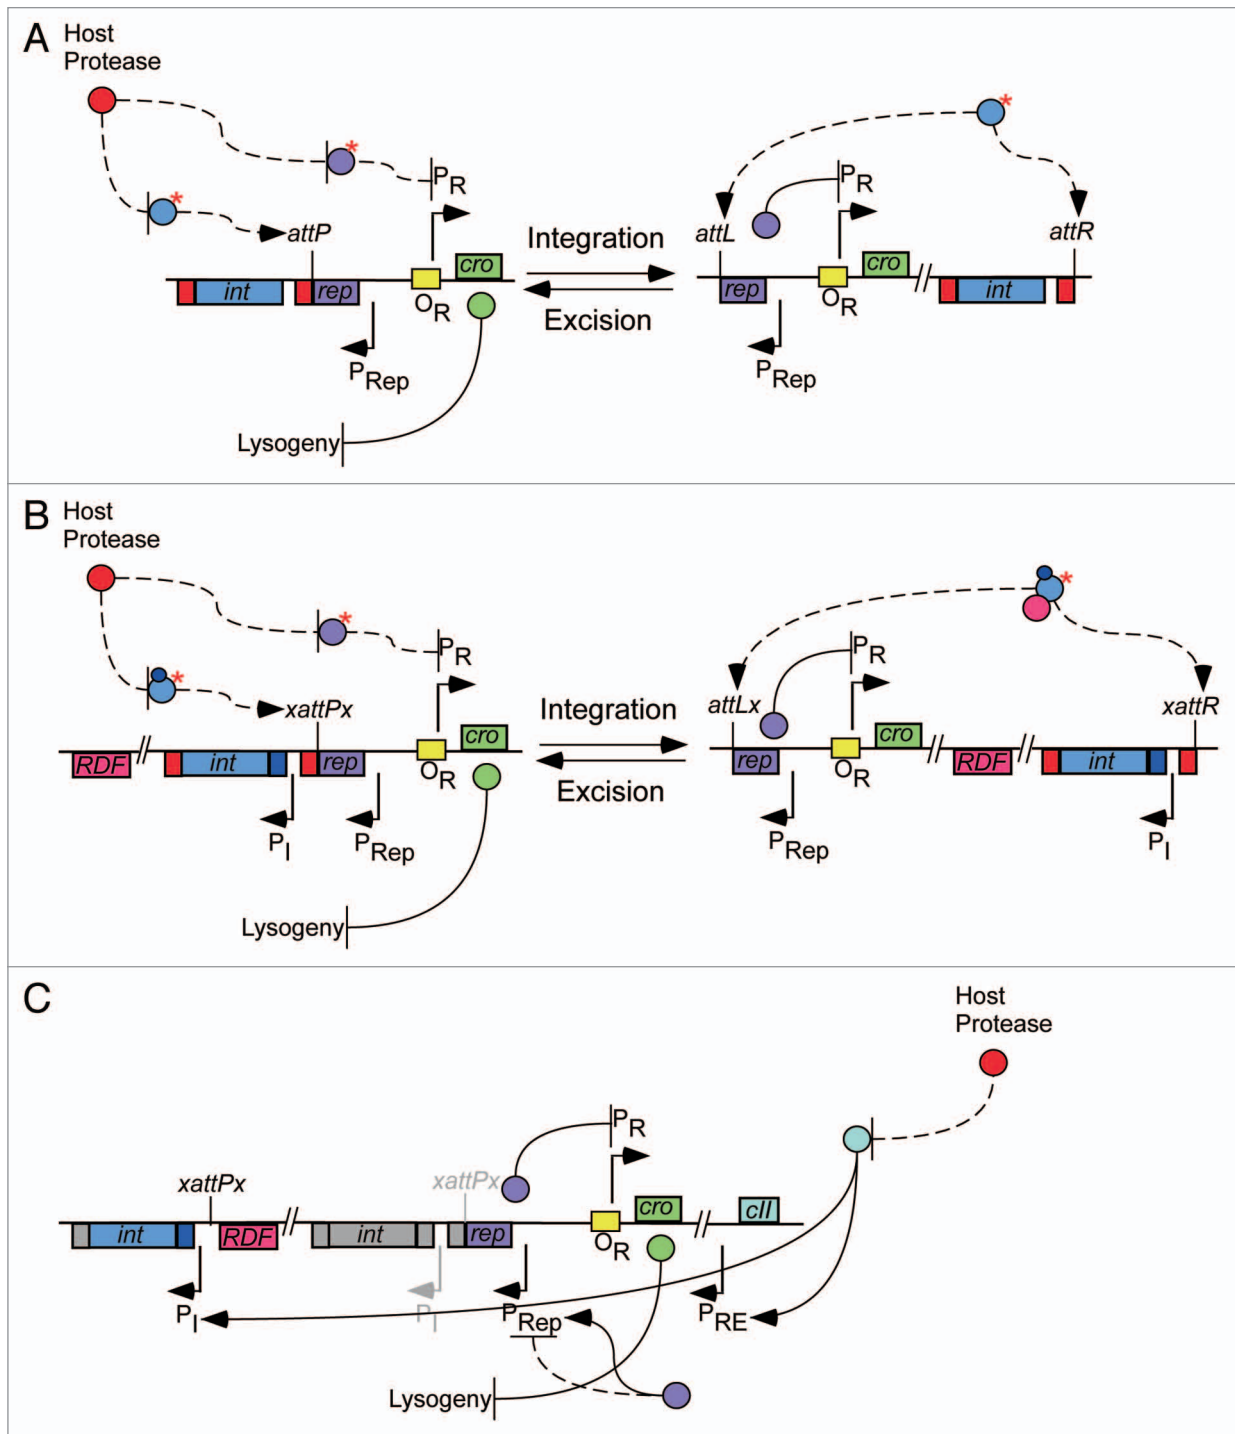 A
Host
Protease
*
*
*
PR
PR
attP
attL
attR
Integration
int
rep
cro
OR
rep
cro
OR
int
Excision
PRep
PRep
Lysogeny
B
Host
Protease
*
*
*
PR
PR
xattPx
attLx
xattR
Integration
RDF
int
rep
cro
OR
rep
cro
OR
RDF
int
Excision
PI
PRep
PRep
PI
Lysogeny
C
Host
Protease
PR
xattPx
xattPx
int
RDF
int
rep
OR
cro
cII
PI
PI
PRep
PRE
Lysogeny